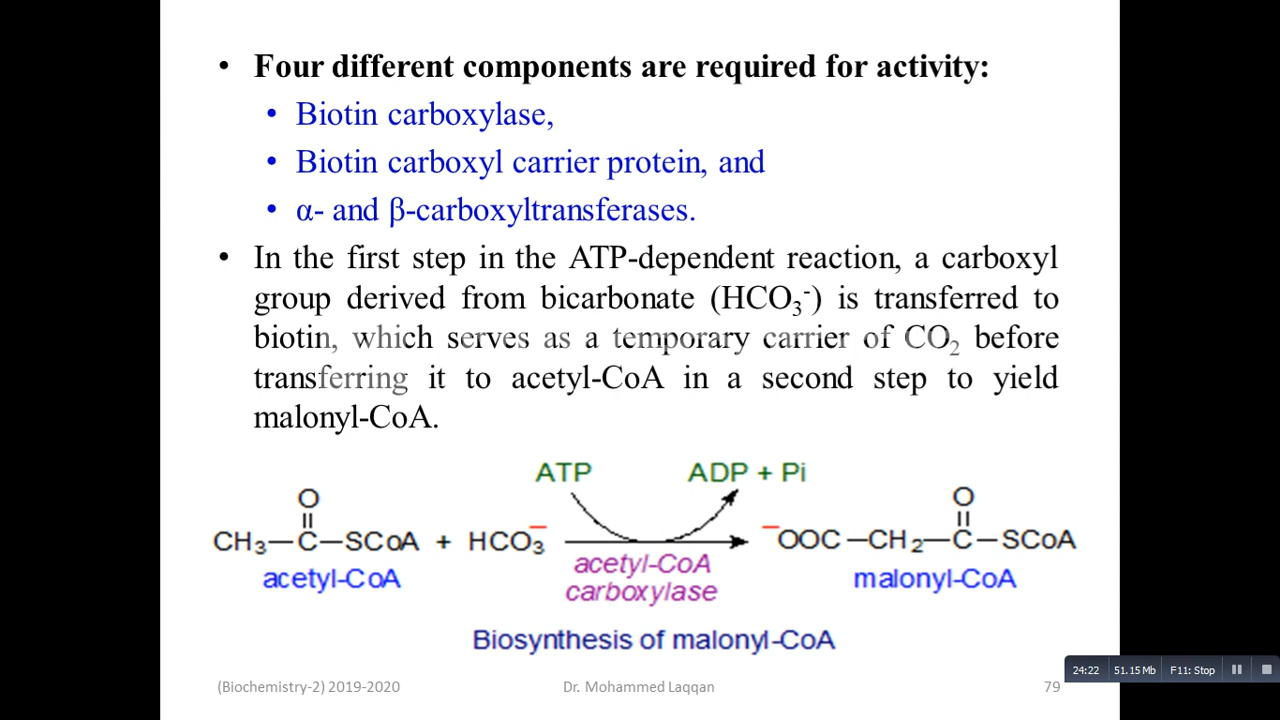 • Four different components are required for activity:
• Biotin carboxylase,
• Biotin carboxyl carrier protein, and
• α- and β-carboxyltransferases.
• In the first step in the ATP-dependent reaction, a carboxyl
group derived from bicarbonate (HCO₃⁻) is transferred to
biotin, which serves as a temporary carrier of CO₂ before
transferring it to acetyl-CoA in a second step to yield
malonyl-CoA.
ATP ADP + Pi
O O
CH₃—C—SCoA + HCO₃⁻ ⁻OOC—CH₂—C—SCoA
acetyl-CoA acetyl-CoA malonyl-CoA
carboxylase
Biosynthesis of malonyl-CoA
24:22 51.15 Mb F11: Stop
(Biochemistry-2) 2019-2020 Dr. Mohammed Laqqan 79